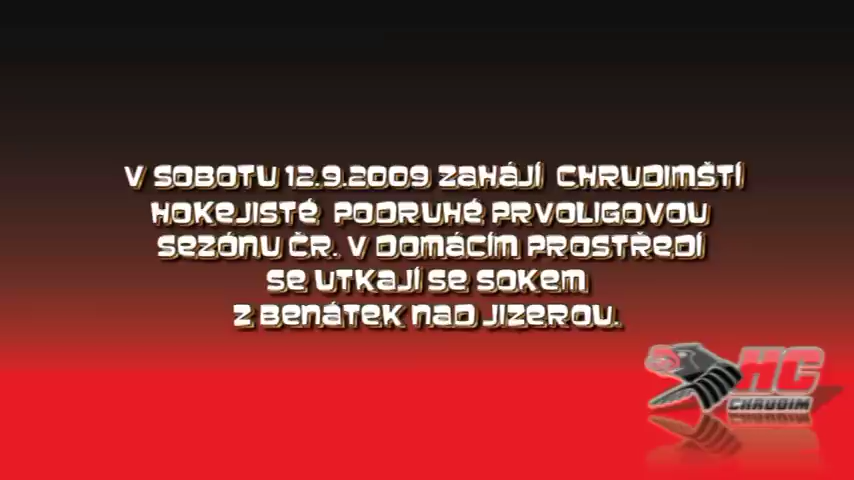 V SOBOTU 12.9.2009 ZAHÁJÍ CHRUDIMŠTÍ
HOKEJISTÉ PODRUHÉ PRVOLIGOVOU
SEZÓNU ČR. V DOMÁCÍM PROSTŘEDÍ
SE UTKAJÍ SE SOKEM
Z BENÁTEK NAD JIZEROU.
HC
CHRUDIM